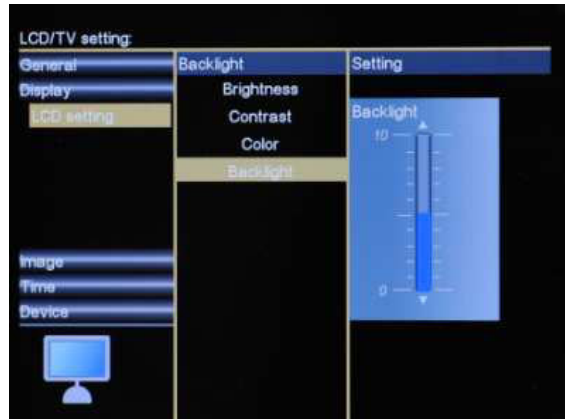 LCD/TV setting:
General
Display
LCD setting
Image
Time
Device
Backlight
Brightness
Contrast
Color
Backlight
Setting
Backlight
10
0